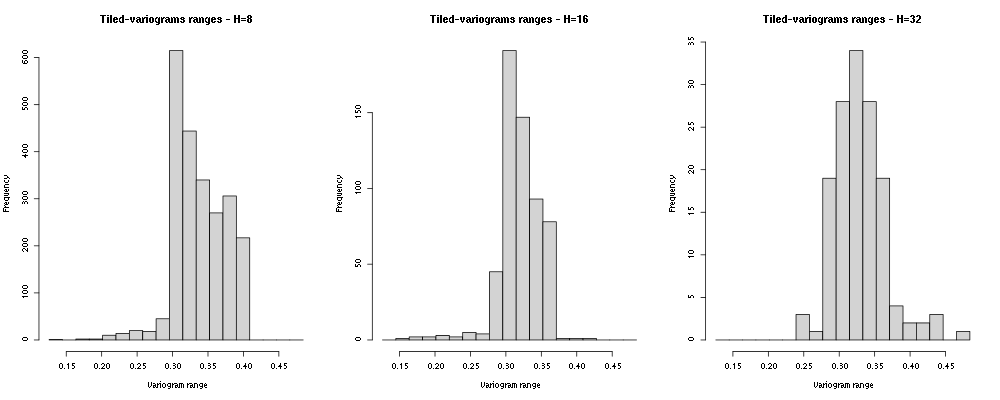 Tiled-variograms ranges - H=8
Frequency
0 100 200 300 400 500 600
0.15 0.20 0.25 0.30 0.35 0.40 0.45
Variogram range
Tiled-variograms ranges - H=16
Frequency
0 50 100 150
0.15 0.20 0.25 0.30 0.35 0.40 0.45
Variogram range
Tiled-variograms ranges - H=32
Frequency
0 5 10 15 20 25 30 35
0.15 0.20 0.25 0.30 0.35 0.40 0.45
Variogram range